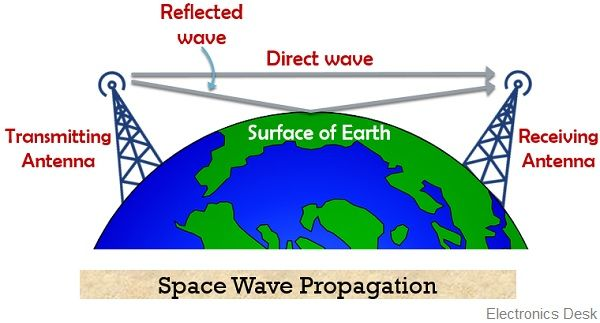 Reflected
wave
Direct wave
Transmitting
Antenna
Surface of Earth
Receiving
Antenna
Space Wave Propagation
Electronics Desk